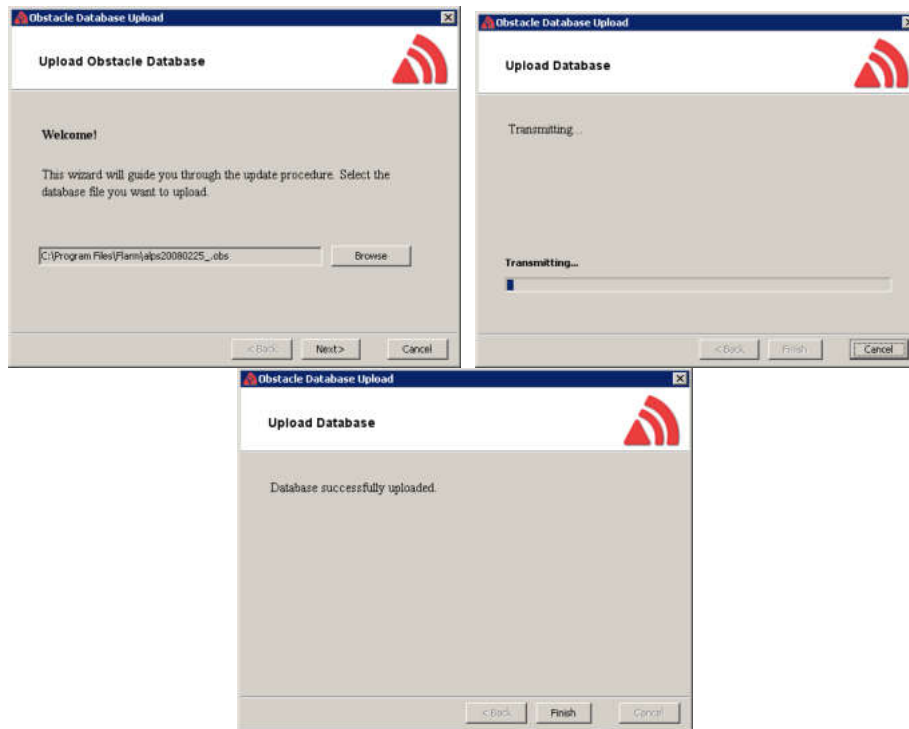 Obstacle Database Upload
Upload Obstacle Database
Welcome!
This wizard will guide you through the update procedure. Select the
database file you want to upload.
C:\Program Files\Flarm\alps20080225_.obs
Browse
< Back
Next>
Cancel
Obstacle Database Upload
Upload Database
Transmitting...
Transmitting...
< Back
Finish
Cancel
Obstacle Database Upload
Upload Database
Database successfully uploaded.
< Back
Finish
Cancel